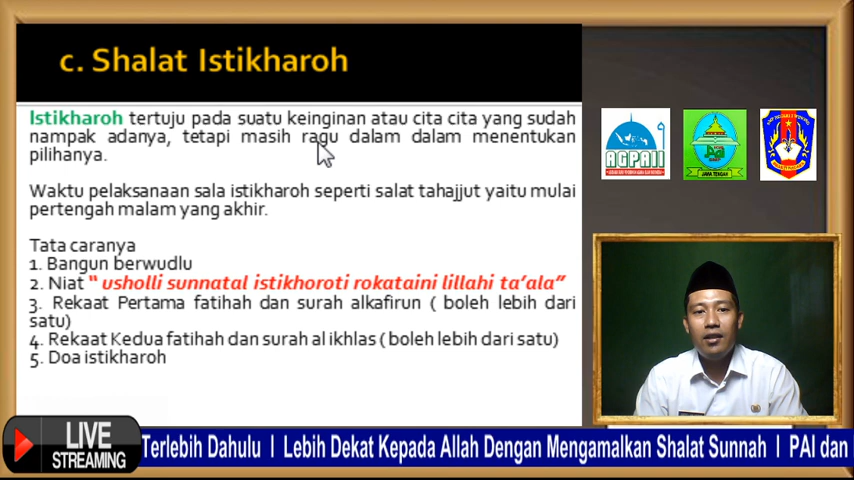 c. Shalat Istikharoh
Istikharoh tertuju pada suatu keinginan atau cita cita yang sudah
nampak adanya, tetapi masih ragu dalam dalam menentukan
pilihanya.
Waktu pelaksanaan sala istikharoh seperti salat tahajjut yaitu mulai
pertengah malam yang akhir.
Tata caranya
1. Bangun berwudlu
2. Niat “ usholli sunnatal istikhoroti rokataini lillahi ta’ala”
3. Rekaat Pertama fatihah dan surah alkafirun ( boleh lebih dari
satu)
4. Rekaat Kedua fatihah dan surah al ikhlas ( boleh lebih dari satu)
5. Doa istikharoh
AGPAII
JAWA TENGAH
LIVE
STREAMING
Terlebih Dahulu I Lebih Dekat Kepada Allah Dengan Mengamalkan Shalat Sunnah I PAI dan